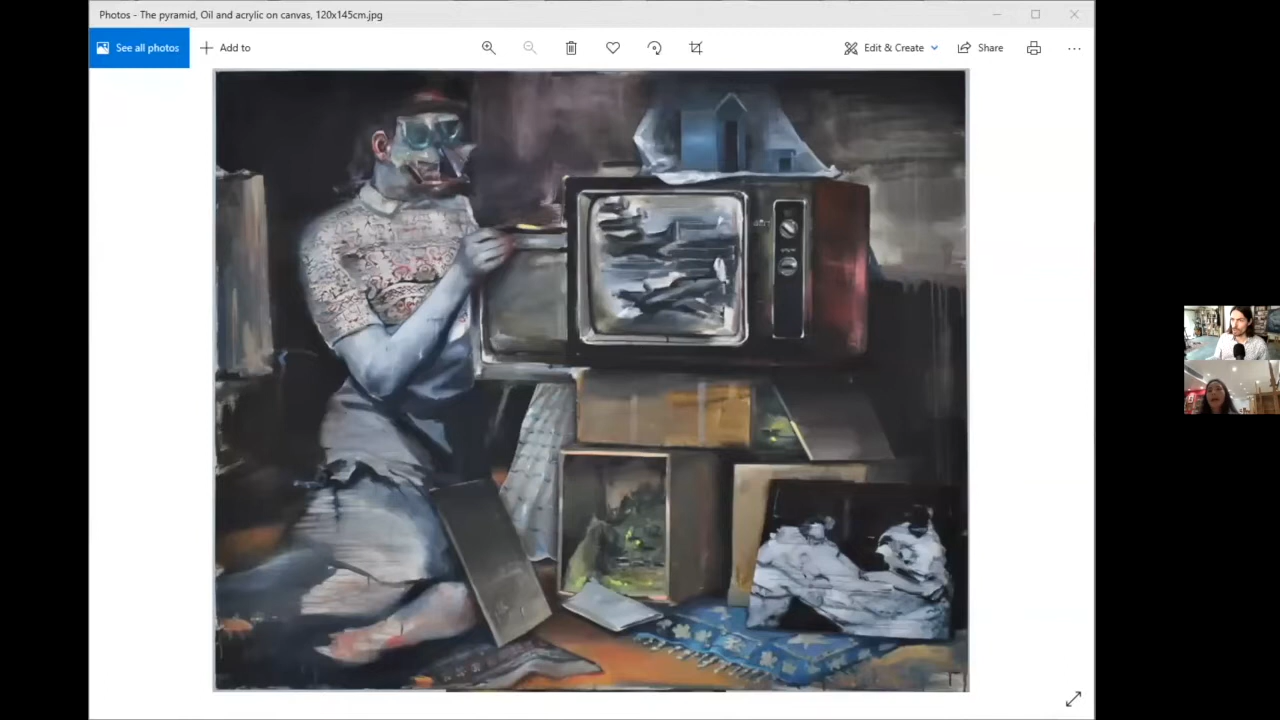 Photos - The pyramid, Oil and acrylic on canvas, 120x145cm.jpg
See all photos
Add to
Edit & Create
Share